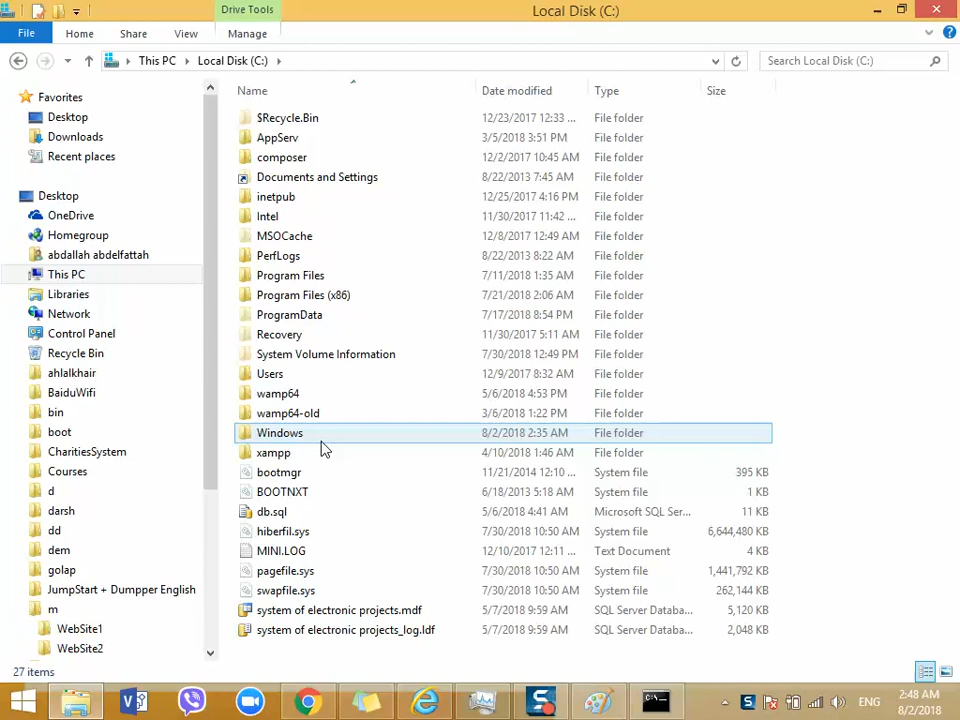 Drive Tools
Local Disk (C:)
File
Home
Share
View
Manage
This PC
Local Disk (C:)
Search Local Disk (C:)
Name
Date modified
Type
Size
Favorites
Desktop
Downloads
Recent places
Desktop
OneDrive
Homegroup
abdallah abdelfattah
This PC
Libraries
Network
Control Panel
Recycle Bin
ahlalkhair
BaiduWifi
bin
boot
CharitiesSystem
Courses
d
darsh
dd
dem
golap
JumpStart + Dumpper English
m
WebSite1
WebSite2
$Recycle.Bin 12/23/2017 12:33 ... File folder
AppServ 3/5/2018 3:51 PM File folder
composer 12/2/2017 10:45 AM File folder
Documents and Settings 8/22/2013 7:45 AM File folder
inetpub 12/25/2017 4:16 PM File folder
Intel 11/30/2017 11:42 ... File folder
MSOCache 12/8/2017 12:49 AM File folder
PerfLogs 8/22/2013 8:22 AM File folder
Program Files 7/11/2018 1:35 AM File folder
Program Files (x86) 7/21/2018 2:06 AM File folder
ProgramData 7/17/2018 8:54 PM File folder
Recovery 11/30/2017 5:11 AM File folder
System Volume Information 7/30/2018 12:49 PM File folder
Users 12/9/2017 8:32 AM File folder
wamp64 5/6/2018 4:53 PM File folder
wamp64-old 3/6/2018 1:22 PM File folder
Windows 8/2/2018 2:35 AM File folder
xampp 4/10/2018 1:46 AM File folder
bootmgr 11/21/2014 12:10 ... System file 395 KB
BOOTNXT 6/18/2013 5:18 AM System file 1 KB
db.sql 5/6/2018 4:41 AM Microsoft SQL Ser... 11 KB
hiberfil.sys 7/30/2018 10:50 AM System file 6,644,480 KB
MINI.LOG 12/10/2017 12:11 ... Text Document 4 KB
pagefile.sys 7/30/2018 10:50 AM System file 1,441,792 KB
swapfile.sys 7/30/2018 10:50 AM System file 262,144 KB
system of electronic projects.mdf 5/7/2018 9:59 AM SQL Server Databa... 5,120 KB
system of electronic projects_log.ldf 5/7/2018 9:59 AM SQL Server Databa... 2,048 KB
27 items
ENG
2:48 AM
8/2/2018